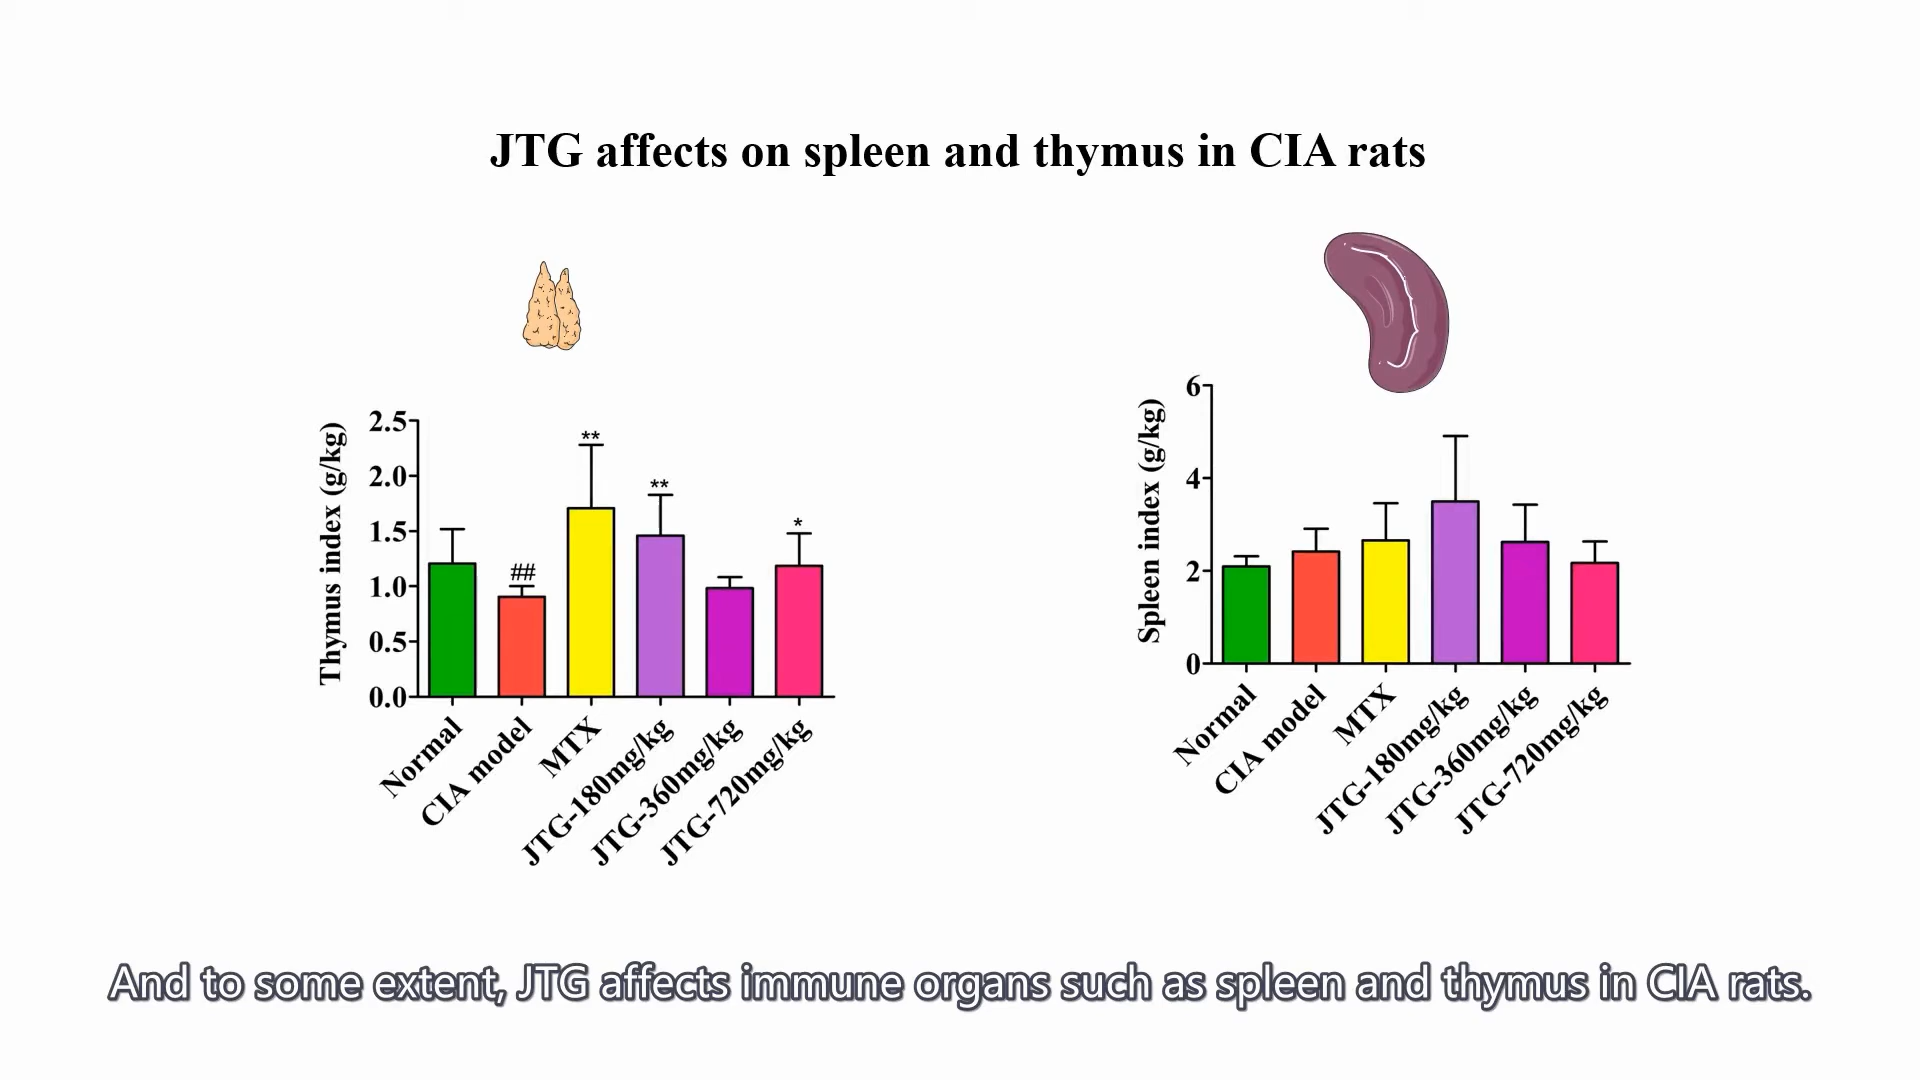 JTG affects on spleen and thymus in CIA rats
Thymus index (g/kg)
2.5
2.0
1.5
1.0
0.5
0.0
**
**
*
##
Normal
CIA model
MTX
JTG-180mg/kg
JTG-360mg/kg
JTG-720mg/kg
Spleen index (g/kg)
6
4
2
0
Normal
CIA model
MTX
JTG-180mg/kg
JTG-360mg/kg
JTG-720mg/kg
And to some extent, JTG affects immune organs such as spleen and thymus in CIA rats.